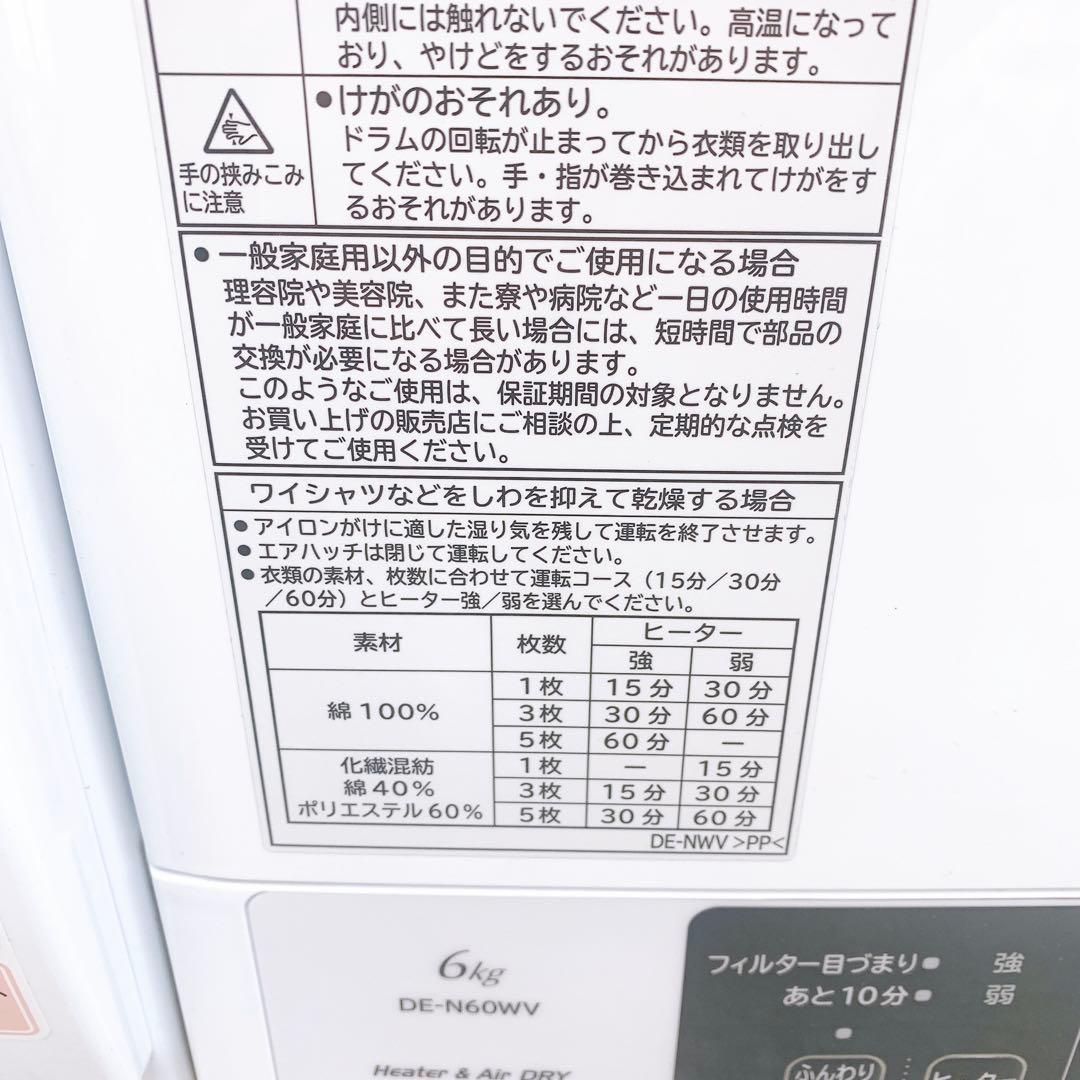 内側には触れないでください。高温になって
おり、やけどをするおそれがあります。
手の挟みこみ
に注意
●けがのおそれあり。
ドラムの回転が止まってから衣類を取り出し
てください。手・指が巻き込まれてけがをす
るおそれがあります。
●一般家庭用以外の目的でご使用になる場合
理容院や美容院、また寮や病院など一日の使用時間
が一般家庭に比べて長い場合には、短時間で部品の
交換が必要になる場合があります。
このようなご使用は、保証期間の対象となりません。
お買い上げの販売店にご相談の上、定期的な点検を
受けてご使用ください。
ワイシャツなどをしわを抑えて乾燥する場合
●アイロンがけに適した湿り気を残して運転を終了させます。
●エアハッチは閉じて運転してください。
●衣類の素材、枚数に合わせて運転コース（15分／30分
／60分）とヒーター強／弱を選んでください。
素材 枚数 ヒーター
強 弱
綿100% 1枚 15分 30分
3枚 30分 60分
5枚 60分 ー
化繊混紡
綿40%
ポリエステル60%
1枚 ー 15分
3枚 15分 30分
5枚 30分 60分
DE-NWV >PP<
6kg
DE-N60WV
Heater & Air DRY
フィルター目づまり● 強
あと10分● 弱
ふんわり ヒーター